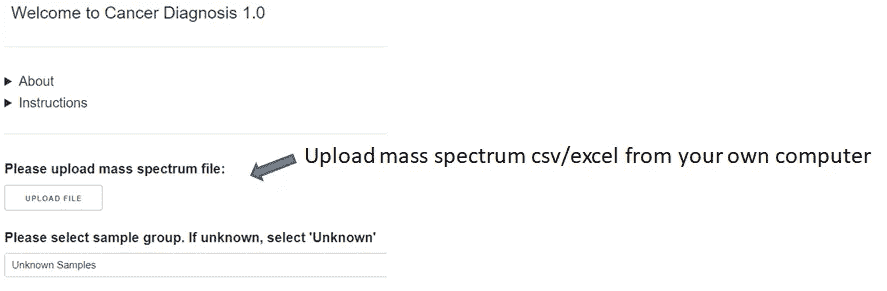 Welcome to Cancer Diagnosis 1.0
About
Instructions
Please upload mass spectrum file:
Upload mass spectrum csv/excel from your own computer
UPLOAD FILE
Please select sample group. If unknown, select 'Unknown'
Unknown Samples